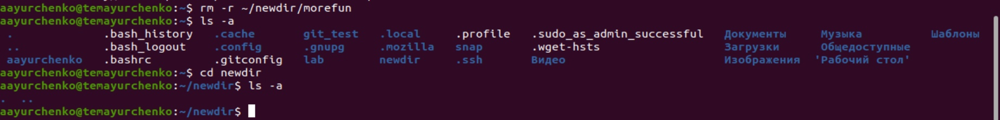 aayurchenko@temayurchenko:~$ rm -r ~/newdir/morefun
aayurchenko@temayurchenko:~$ ls -a
. .bash_history .cache git_test .local .profile .sudo_as_admin_successful Документы Музыка Шаблоны
.. .bash_logout .config .gnupg .mozilla snap .wget-hsts Загрузки Общедоступные
aayurchenko .bashrc .gitconfig lab newdir .ssh Видео Изображения 'Рабочий стол'
aayurchenko@temayurchenko:~$ cd newdir
aayurchenko@temayurchenko:~/newdir$ ls -a
. ..
aayurchenko@temayurchenko:~/newdir$